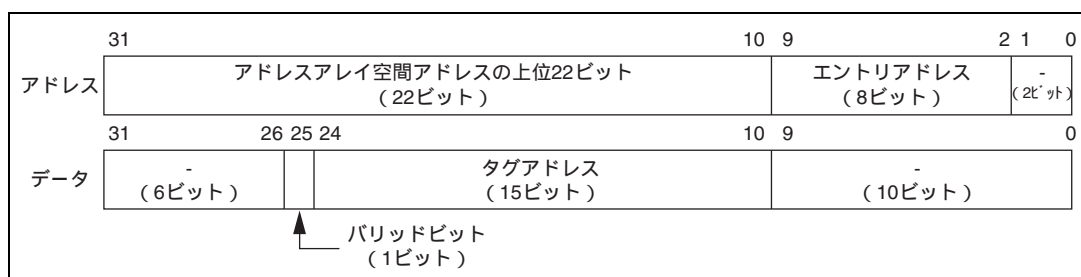 31 10 9 2 1 0
アドレス
アドレスアレイ空間アドレスの上位22ビット
（22ビット）
エントリアドレス
（8ビット）
-
（2ﾋﾞｯﾄ）
31 26 25 24 10 9 0
データ
-
（6ビット）
タグアドレス
（15ビット）
-
（10ビット）
バリッドビット
（1ビット）